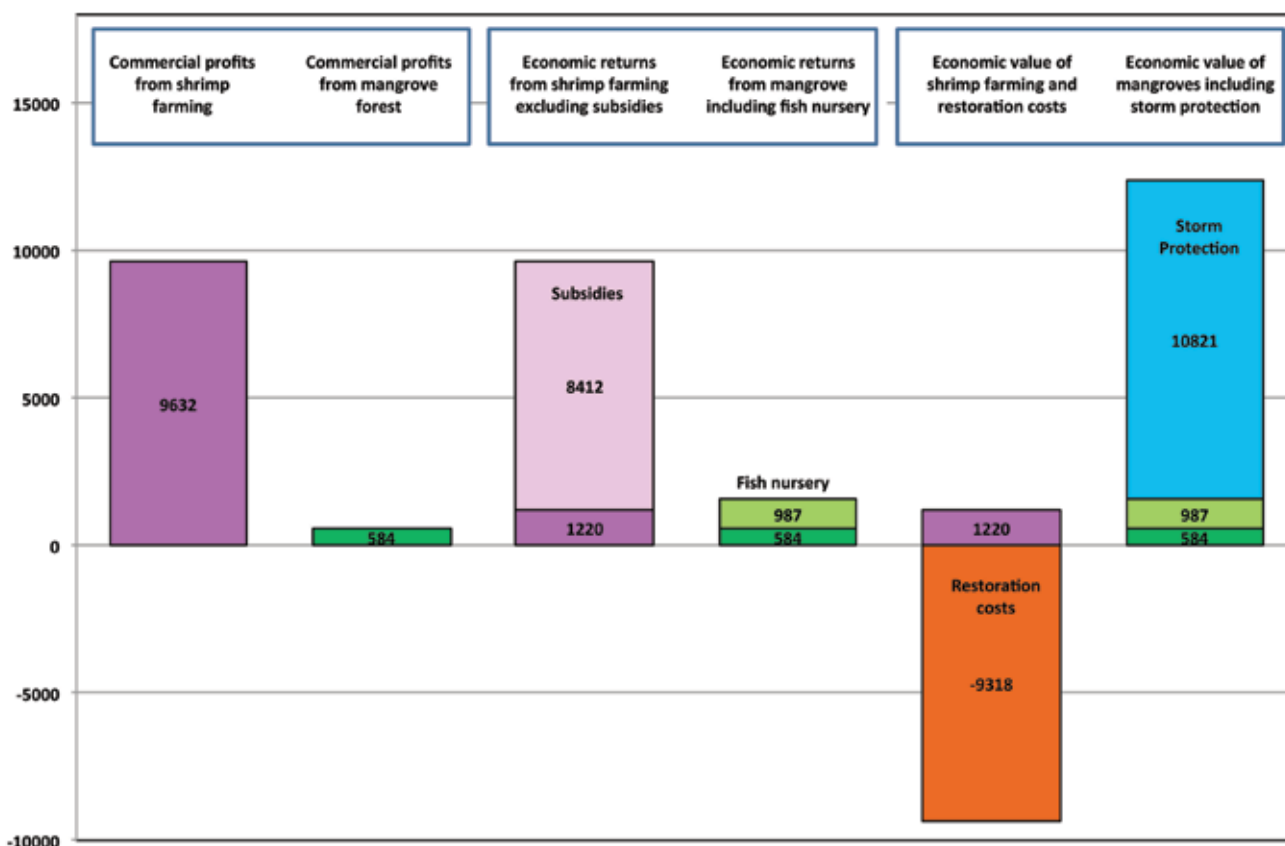 Commercial profits
from shrimp
farming
Commercial profits
from mangrove
forest
Economic returns
from shrimp farming
excluding subsidies
Economic returns
from mangrove
including fish nursery
Economic value of
shrimp farming and
restoration costs
Economic value of
mangroves including
storm protection
15000
10000
5000
0
-5000
-10000
9632
584
Subsidies
8412
1220
Fish nursery
987
584
1220
Restoration
costs
-9318
Storm
Protection
10821
987
584